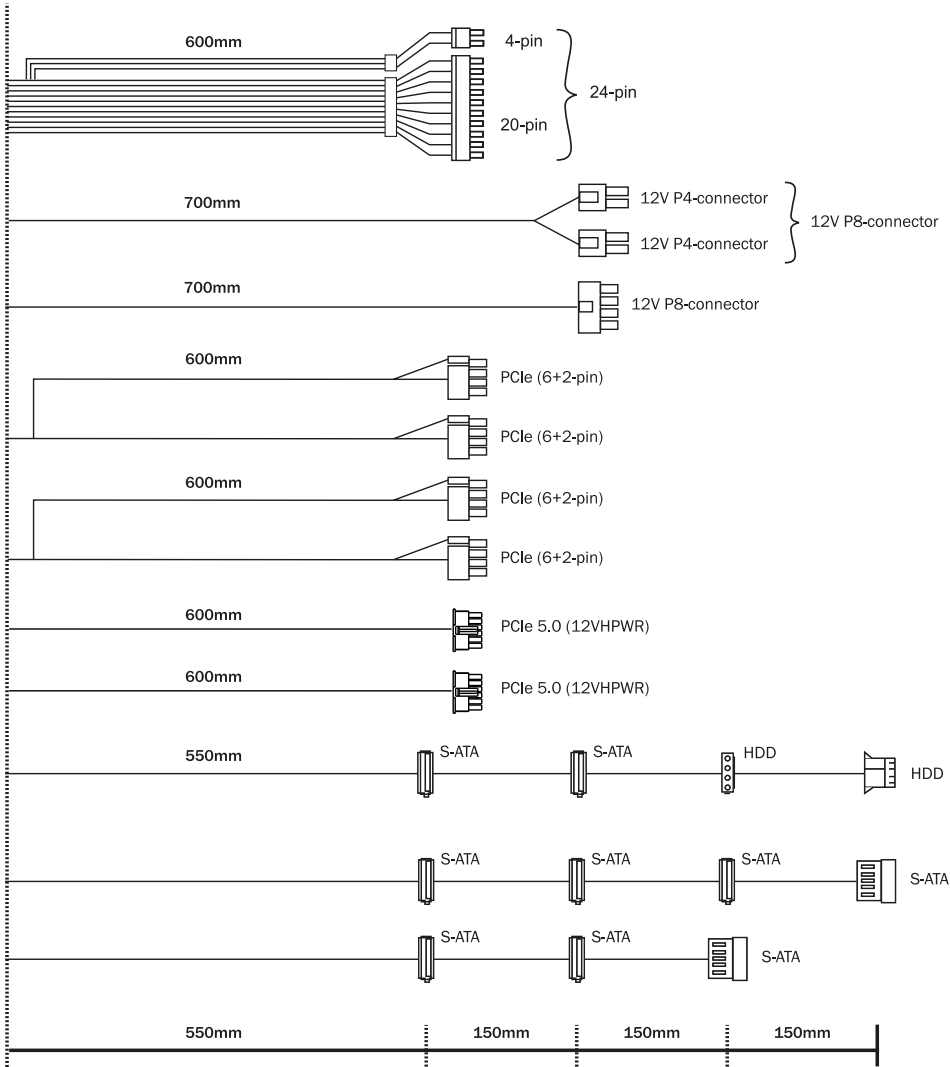 600mm
4-pin
24-pin
20-pin
700mm
12V P4-connector
12V P8-connector
12V P4-connector
700mm
12V P8-connector
600mm
PCIe (6+2-pin)
PCIe (6+2-pin)
600mm
PCIe (6+2-pin)
PCIe (6+2-pin)
600mm
PCIe 5.0 (12VHPWR)
600mm
PCIe 5.0 (12VHPWR)
550mm
S-ATA
S-ATA
HDD
HDD
S-ATA
S-ATA
S-ATA
S-ATA
S-ATA
S-ATA
S-ATA
550mm
150mm
150mm
150mm